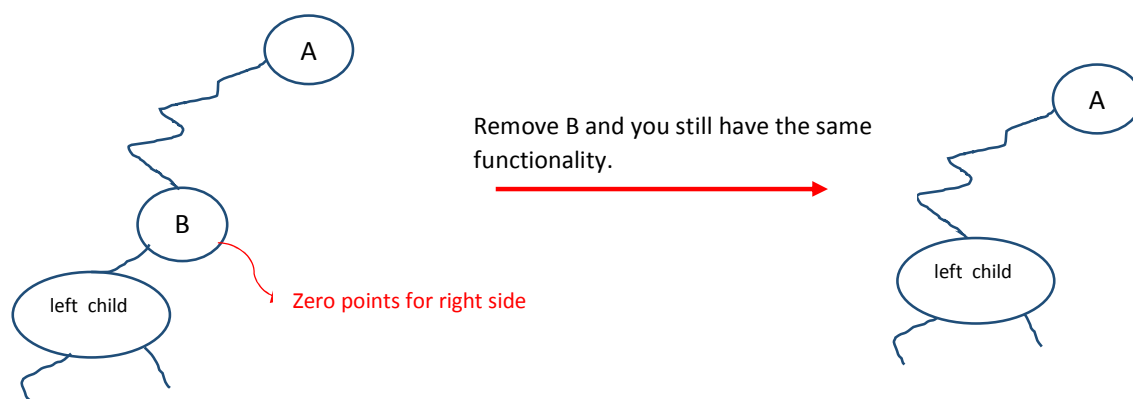 A
A
Remove B and you still have the same
functionality.
B
left child
left child
Zero points for right side